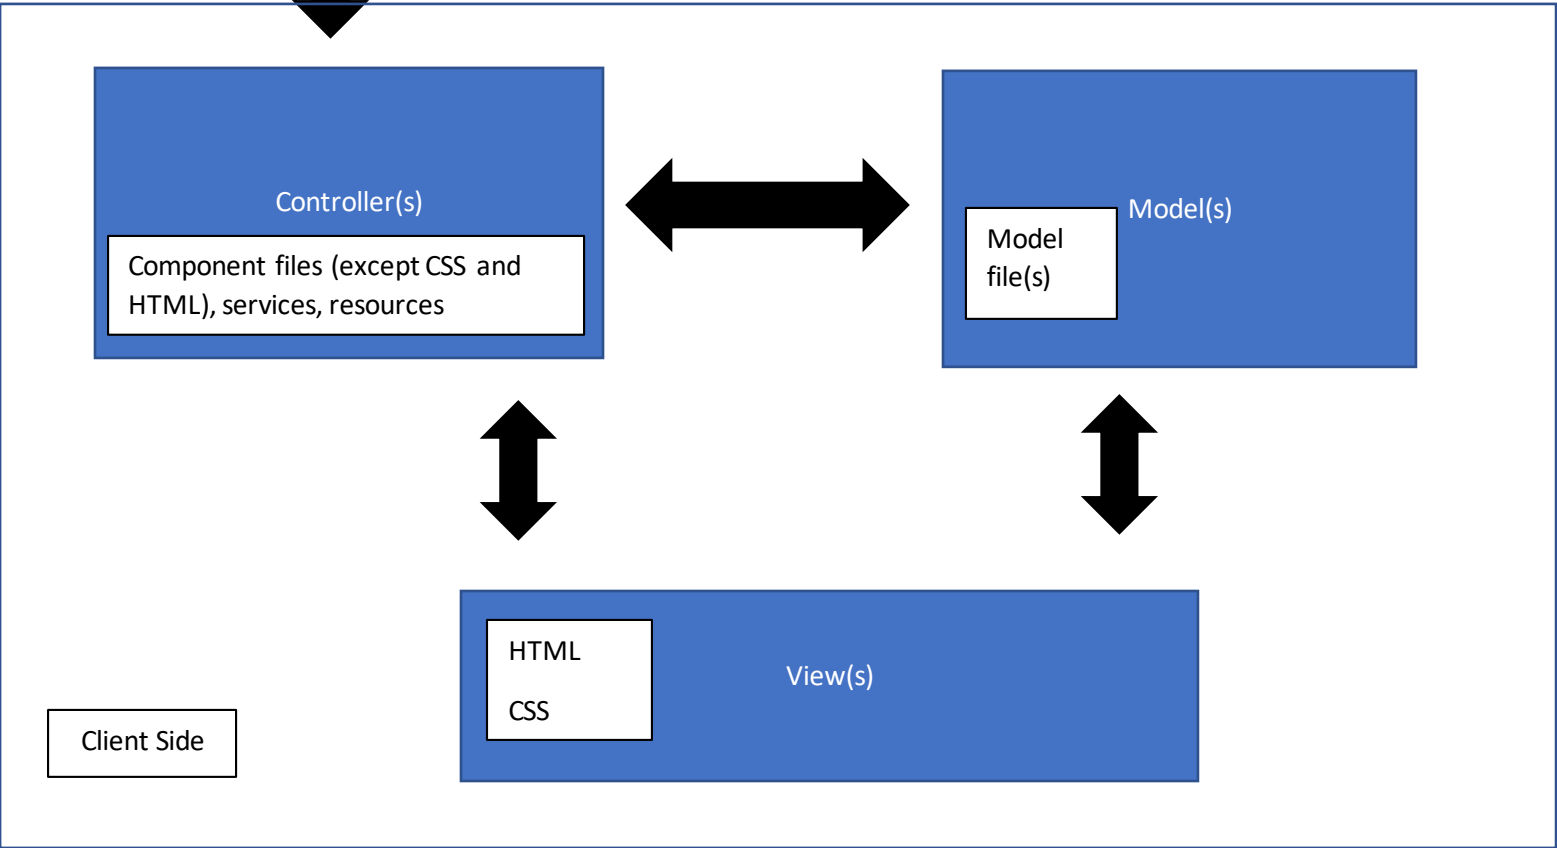 Controller(s)
Component files (except CSS and
HTML), services, resources
Model(s)
Model
file(s)
HTML
CSS
View(s)
Client Side